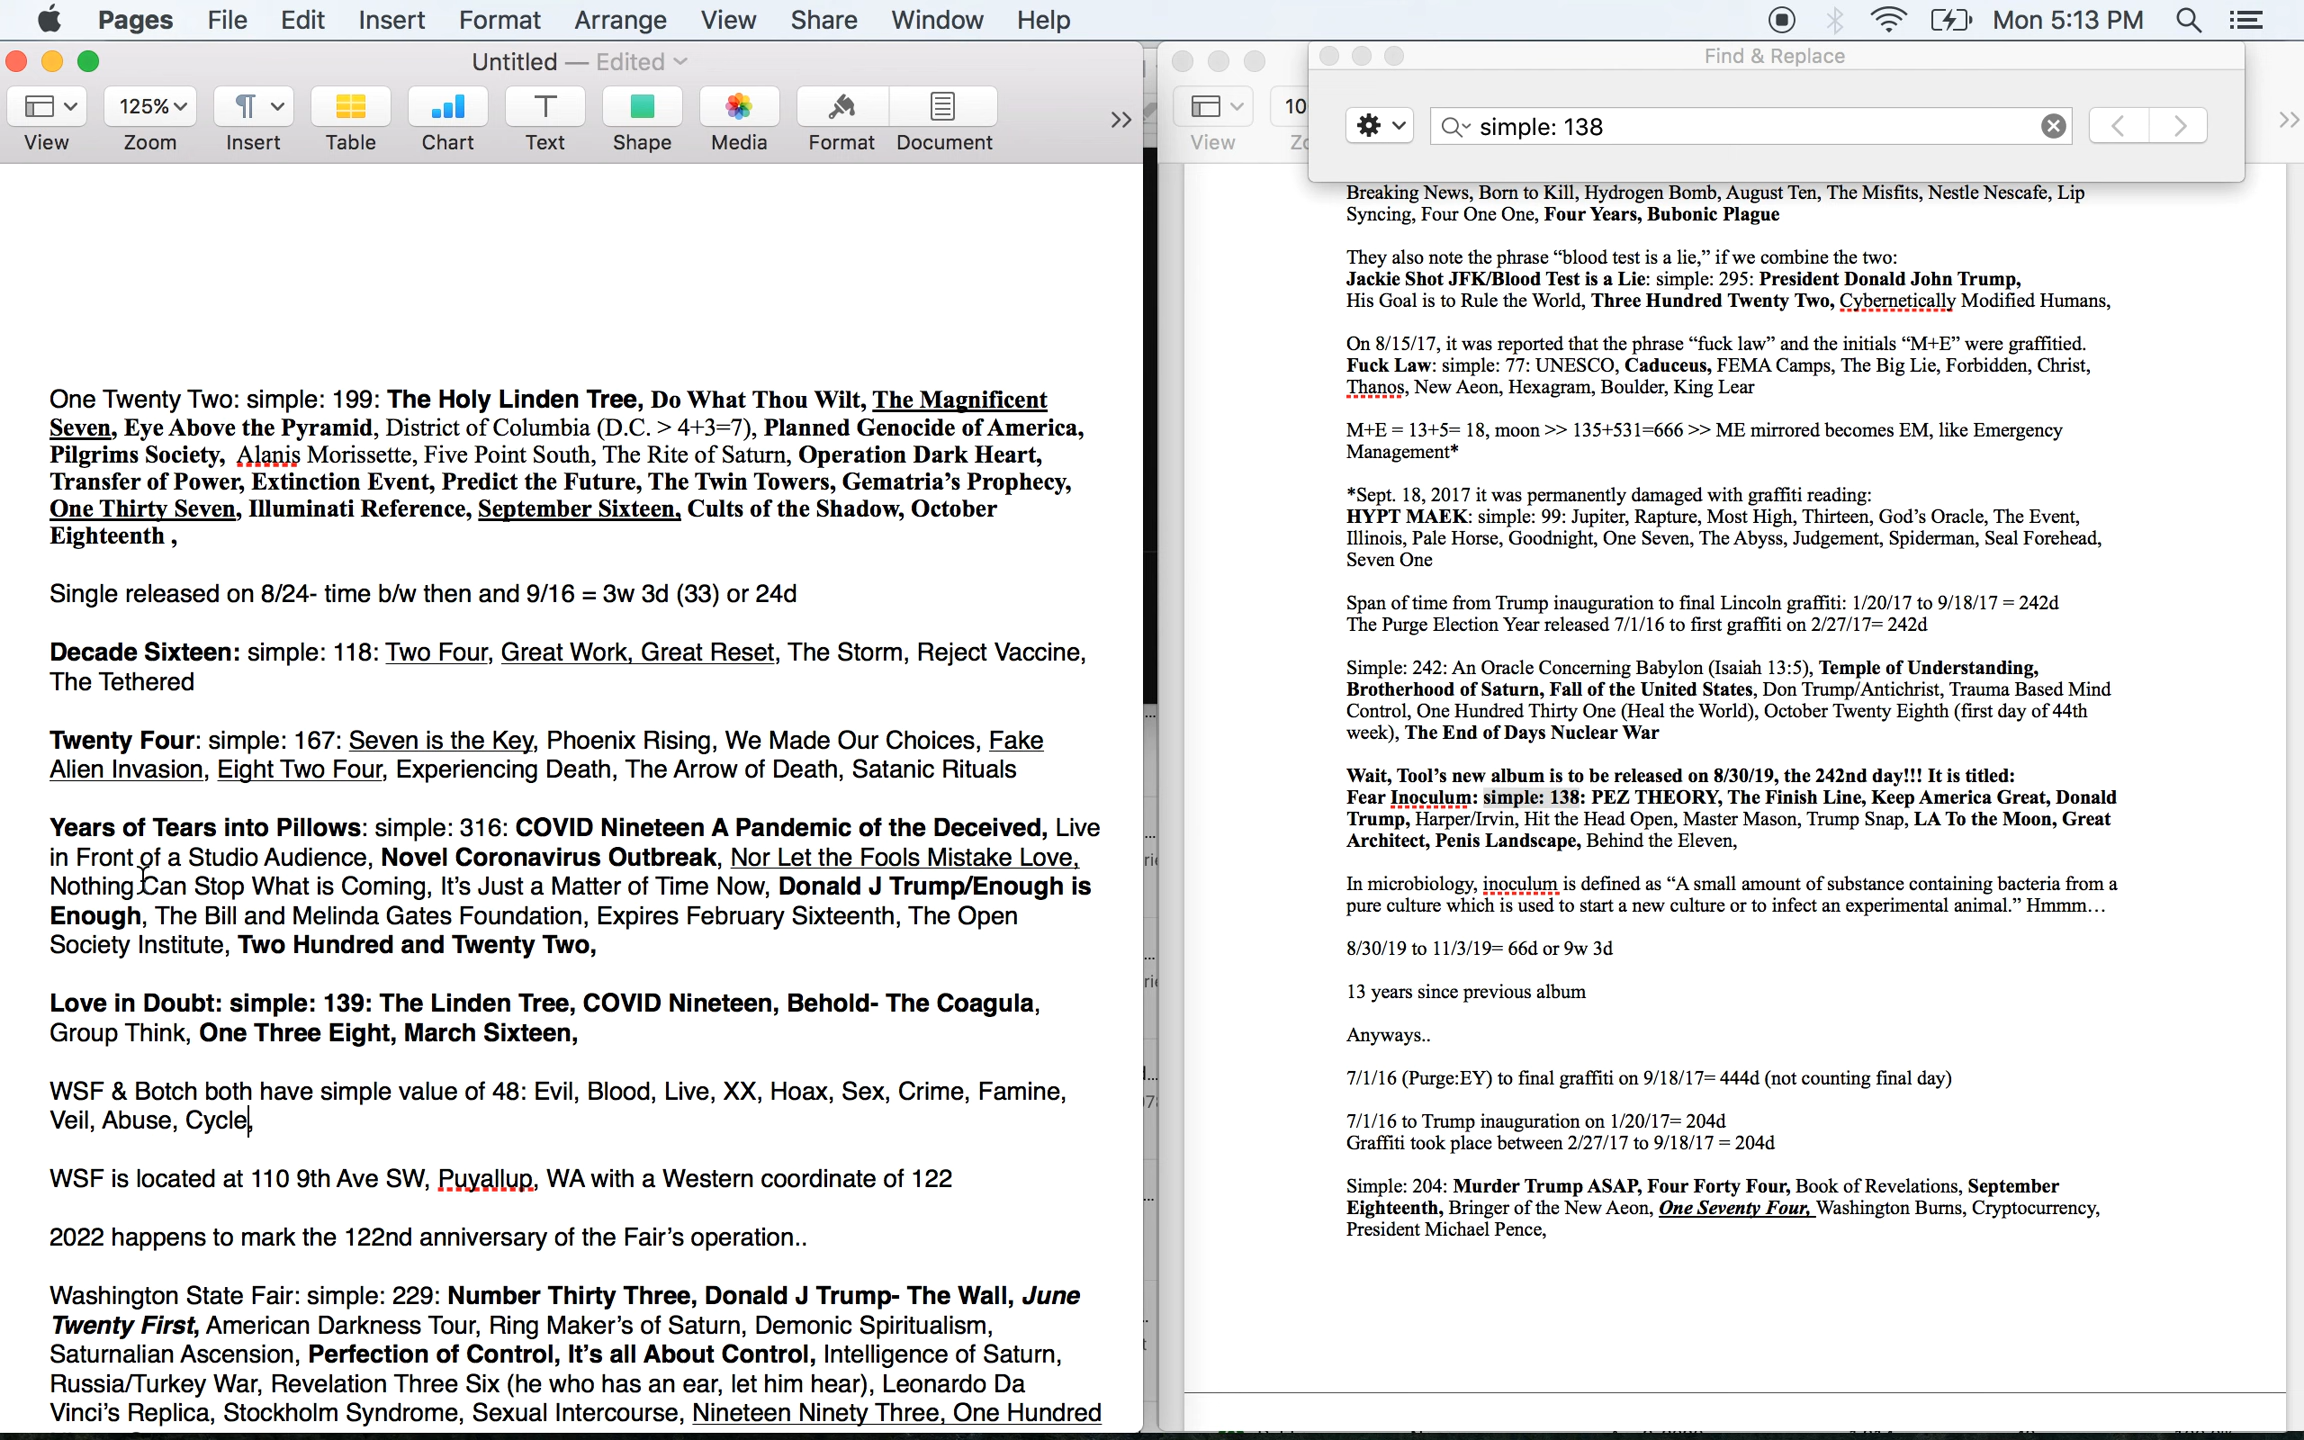 Pages File Edit Insert Format Arrange View Share Window Help Mon 5:13 PM
Untitled — Edited
125%
View Zoom Insert Table Chart Text Shape Media Format Document
One Twenty Two: simple: 199: The Holy Linden Tree, Do What Thou Wilt, The Magnificent
Seven, Eye Above the Pyramid, District of Columbia (D.C. > 4+3=7), Planned Genocide of America,
Pilgrims Society, Alanis Morissette, Five Point South, The Rite of Saturn, Operation Dark Heart,
Transfer of Power, Extinction Event, Predict the Future, The Twin Towers, Gematria’s Prophecy,
One Thirty Seven, Illuminati Reference, September Sixteen, Cults of the Shadow, October
Eighteenth ,
Single released on 8/24- time b/w then and 9/16 = 3w 3d (33) or 24d
Decade Sixteen: simple: 118: Two Four, Great Work, Great Reset, The Storm, Reject Vaccine,
The Tethered
Twenty Four: simple: 167: Seven is the Key, Phoenix Rising, We Made Our Choices, Fake
Alien Invasion, Eight Two Four, Experiencing Death, The Arrow of Death, Satanic Rituals
Years of Tears into Pillows: simple: 316: COVID Nineteen A Pandemic of the Deceived, Live
in Front of a Studio Audience, Novel Coronavirus Outbreak, Nor Let the Fools Mistake Love,
Nothing Can Stop What is Coming, It’s Just a Matter of Time Now, Donald J Trump/Enough is
Enough, The Bill and Melinda Gates Foundation, Expires February Sixteenth, The Open
Society Institute, Two Hundred and Twenty Two,
Love in Doubt: simple: 139: The Linden Tree, COVID Nineteen, Behold- The Coagula,
Group Think, One Three Eight, March Sixteen,
WSF & Botch both have simple value of 48: Evil, Blood, Live, XX, Hoax, Sex, Crime, Famine,
Veil, Abuse, Cycle,
WSF is located at 110 9th Ave SW, Puyallup, WA with a Western coordinate of 122
2022 happens to mark the 122nd anniversary of the Fair’s operation..
Washington State Fair: simple: 229: Number Thirty Three, Donald J Trump- The Wall, June
Twenty First, American Darkness Tour, Ring Maker’s of Saturn, Demonic Spiritualism,
Saturnalian Ascension, Perfection of Control, It’s all About Control, Intelligence of Saturn,
Russia/Turkey War, Revelation Three Six (he who has an ear, let him hear), Leonardo Da
Vinci’s Replica, Stockholm Syndrome, Sexual Intercourse, Nineteen Ninety Three, One Hundred
View
Find & Replace
simple: 138
Breaking News, Born to Kill, Hydrogen Bomb, August Ten, The Misfits, Nestle Nescafe, Lip
Syncing, Four One One, Four Years, Bubonic Plague
They also note the phrase “blood test is a lie,” if we combine the two:
Jackie Shot JFK/Blood Test is a Lie: simple: 295: President Donald John Trump,
His Goal is to Rule the World, Three Hundred Twenty Two, Cybernetically Modified Humans,
On 8/15/17, it was reported that the phrase “fuck law” and the initials “M+E” were graffitied.
Fuck Law: simple: 77: UNESCO, Caduceus, FEMA Camps, The Big Lie, Forbidden, Christ,
Thanos, New Aeon, Hexagram, Boulder, King Lear
M+E = 13+5= 18, moon >> 135+531=666 >> ME mirrored becomes EM, like Emergency
Management*
*Sept. 18, 2017 it was permanently damaged with graffiti reading:
HYPT MAEK: simple: 99: Jupiter, Rapture, Most High, Thirteen, God’s Oracle, The Event,
Illinois, Pale Horse, Goodnight, One Seven, The Abyss, Judgement, Spiderman, Seal Forehead,
Seven One
Span of time from Trump inauguration to final Lincoln graffiti: 1/20/17 to 9/18/17 = 242d
The Purge Election Year released 7/1/16 to first graffiti on 2/27/17= 242d
Simple: 242: An Oracle Concerning Babylon (Isaiah 13:5), Temple of Understanding,
Brotherhood of Saturn, Fall of the United States, Don Trump/Antichrist, Trauma Based Mind
Control, One Hundred Thirty One (Heal the World), October Twenty Eighth (first day of 44th
week), The End of Days Nuclear War
Wait, Tool’s new album is to be released on 8/30/19, the 242nd day!!! It is titled:
Fear Inoculum: simple: 138: PEZ THEORY, The Finish Line, Keep America Great, Donald
Trump, Harper/Irvin, Hit the Head Open, Master Mason, Trump Snap, LA To the Moon, Great
Architect, Penis Landscape, Behind the Eleven,
In microbiology, inoculum is defined as “A small amount of substance containing bacteria from a
pure culture which is used to start a new culture or to infect an experimental animal.” Hmmm…
8/30/19 to 11/3/19= 66d or 9w 3d
13 years since previous album
Anyways..
7/1/16 (Purge:EY) to final graffiti on 9/18/17= 444d (not counting final day)
7/1/16 to Trump inauguration on 1/20/17= 204d
Graffiti took place between 2/27/17 to 9/18/17 = 204d
Simple: 204: Murder Trump ASAP, Four Forty Four, Book of Revelations, September
Eighteenth, Bringer of the New Aeon, One Seventy Four, Washington Burns, Cryptocurrency,
President Michael Pence,